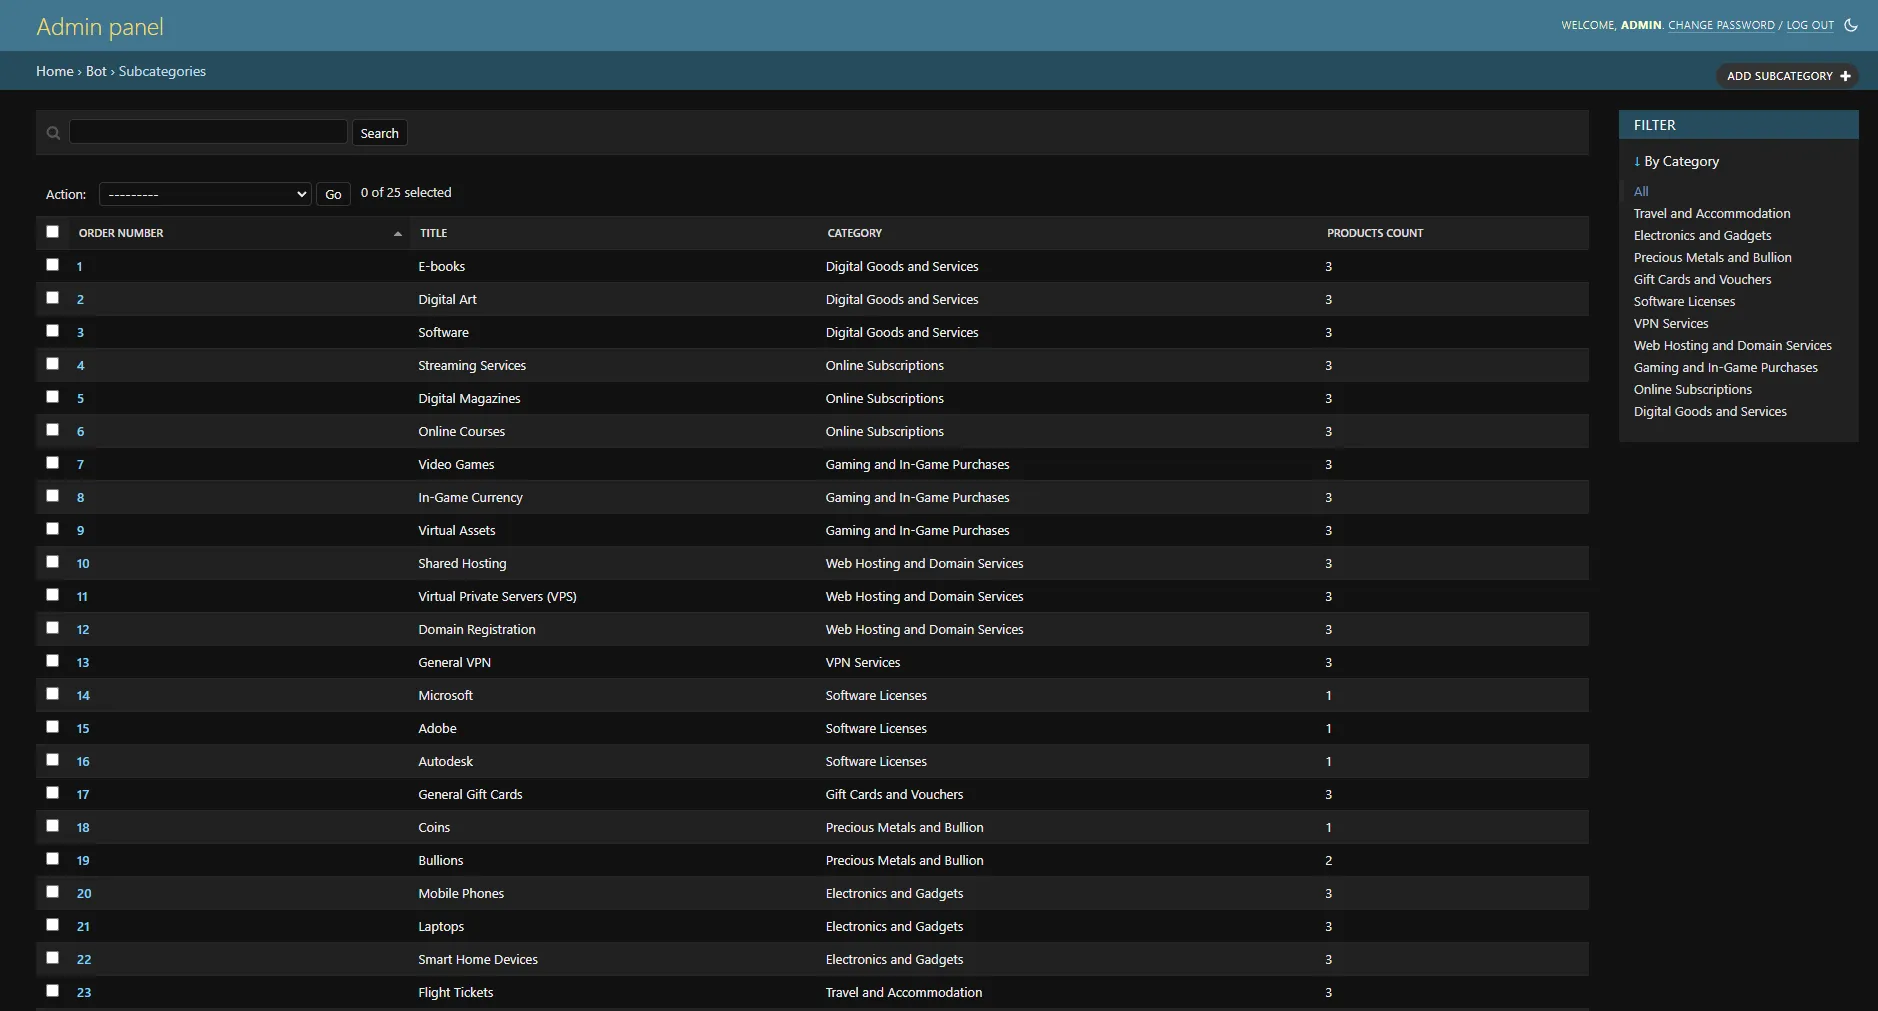 Admin panel
WELCOME, ADMIN. CHANGE PASSWORD / LOG OUT
Home › Bot › Subcategories
ADD SUBCATEGORY +
Search
Action: --------- Go 0 of 25 selected
ORDER NUMBER TITLE CATEGORY PRODUCTS COUNT
1 E-books Digital Goods and Services 3
2 Digital Art Digital Goods and Services 3
3 Software Digital Goods and Services 3
4 Streaming Services Online Subscriptions 3
5 Digital Magazines Online Subscriptions 3
6 Online Courses Online Subscriptions 3
7 Video Games Gaming and In-Game Purchases 3
8 In-Game Currency Gaming and In-Game Purchases 3
9 Virtual Assets Gaming and In-Game Purchases 3
10 Shared Hosting Web Hosting and Domain Services 3
11 Virtual Private Servers (VPS) Web Hosting and Domain Services 3
12 Domain Registration Web Hosting and Domain Services 3
13 General VPN VPN Services 3
14 Microsoft Software Licenses 1
15 Adobe Software Licenses 1
16 Autodesk Software Licenses 1
17 General Gift Cards Gift Cards and Vouchers 3
18 Coins Precious Metals and Bullion 1
19 Bullions Precious Metals and Bullion 2
20 Mobile Phones Electronics and Gadgets 3
21 Laptops Electronics and Gadgets 3
22 Smart Home Devices Electronics and Gadgets 3
23 Flight Tickets Travel and Accommodation 3
FILTER
↓ By Category
All
Travel and Accommodation
Electronics and Gadgets
Precious Metals and Bullion
Gift Cards and Vouchers
Software Licenses
VPN Services
Web Hosting and Domain Services
Gaming and In-Game Purchases
Online Subscriptions
Digital Goods and Services